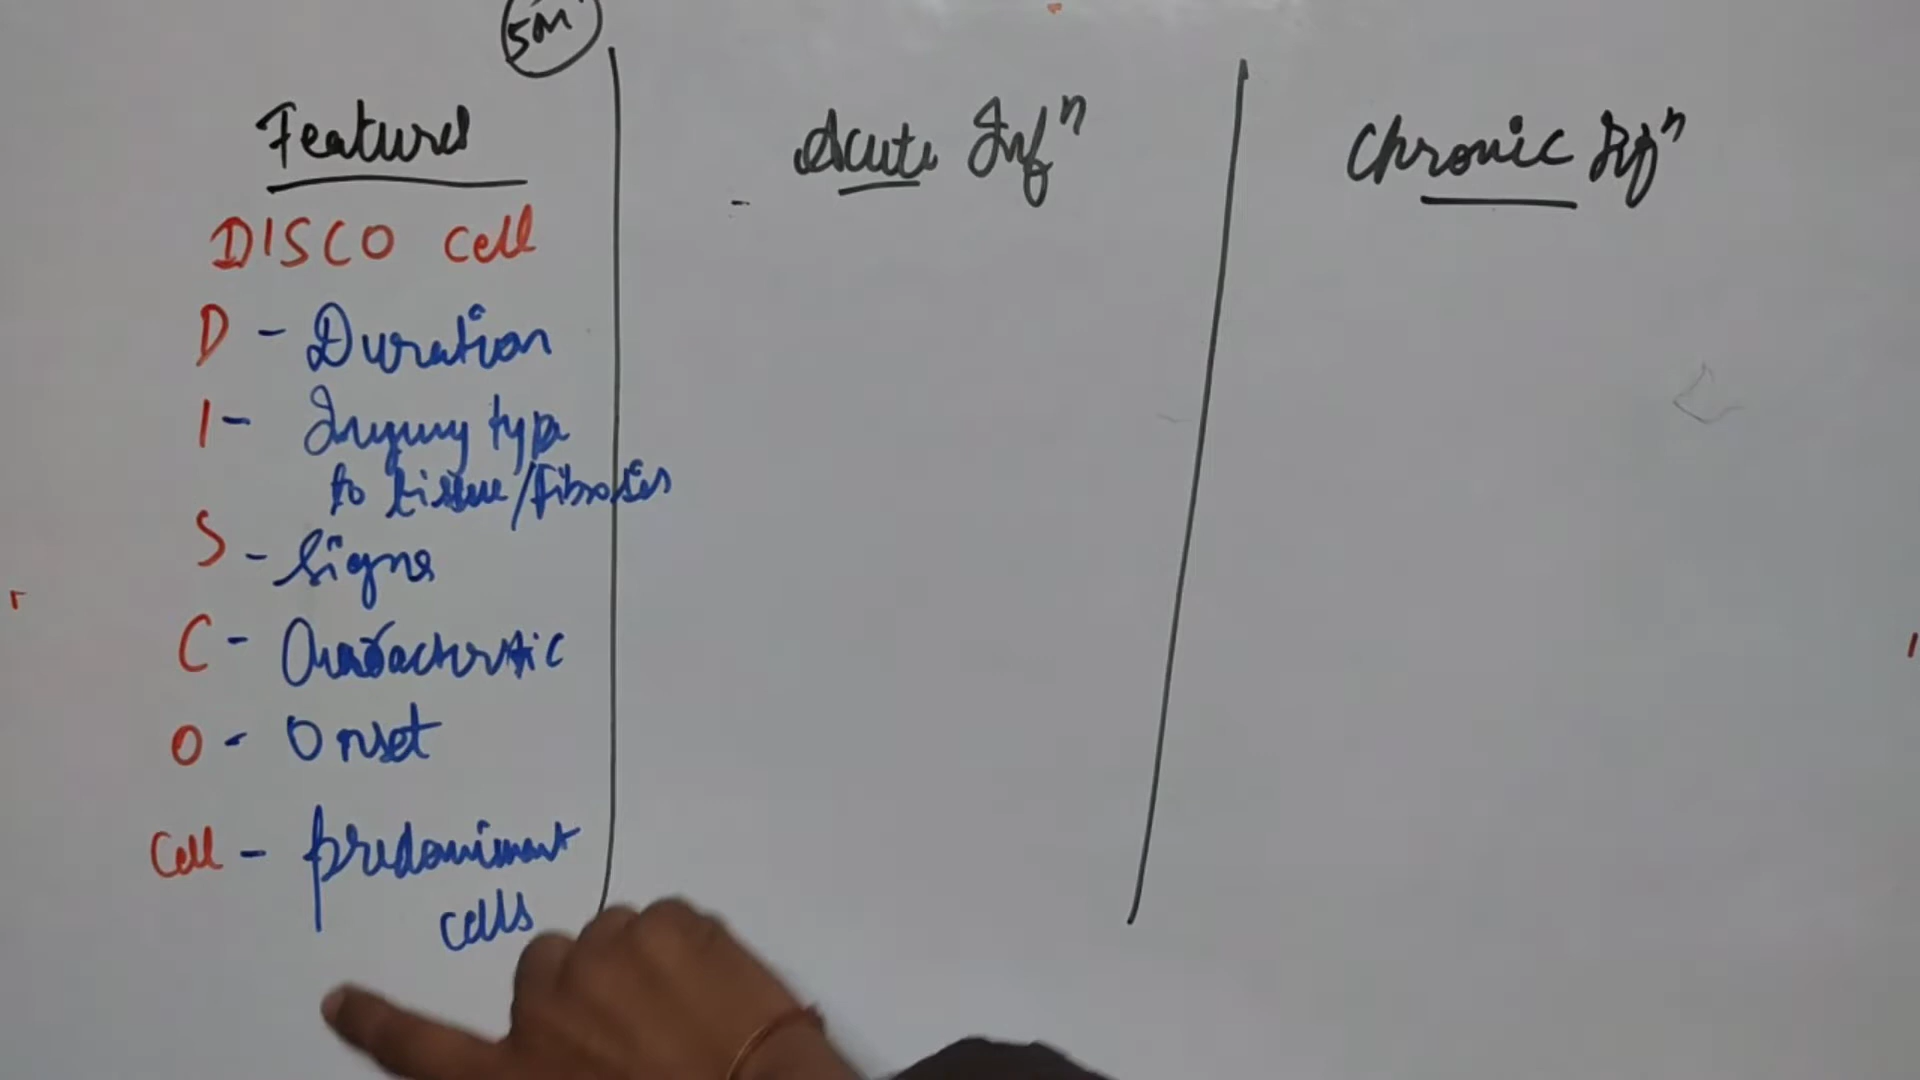 5M
Features
Acute Infⁿ
Chronic Infⁿ
DISCO Cell
D - Duration
I - Injury type
to tissue/fibrosis
S - Signs
C - Characteristic
O - Onset
Cell - predominant
cells